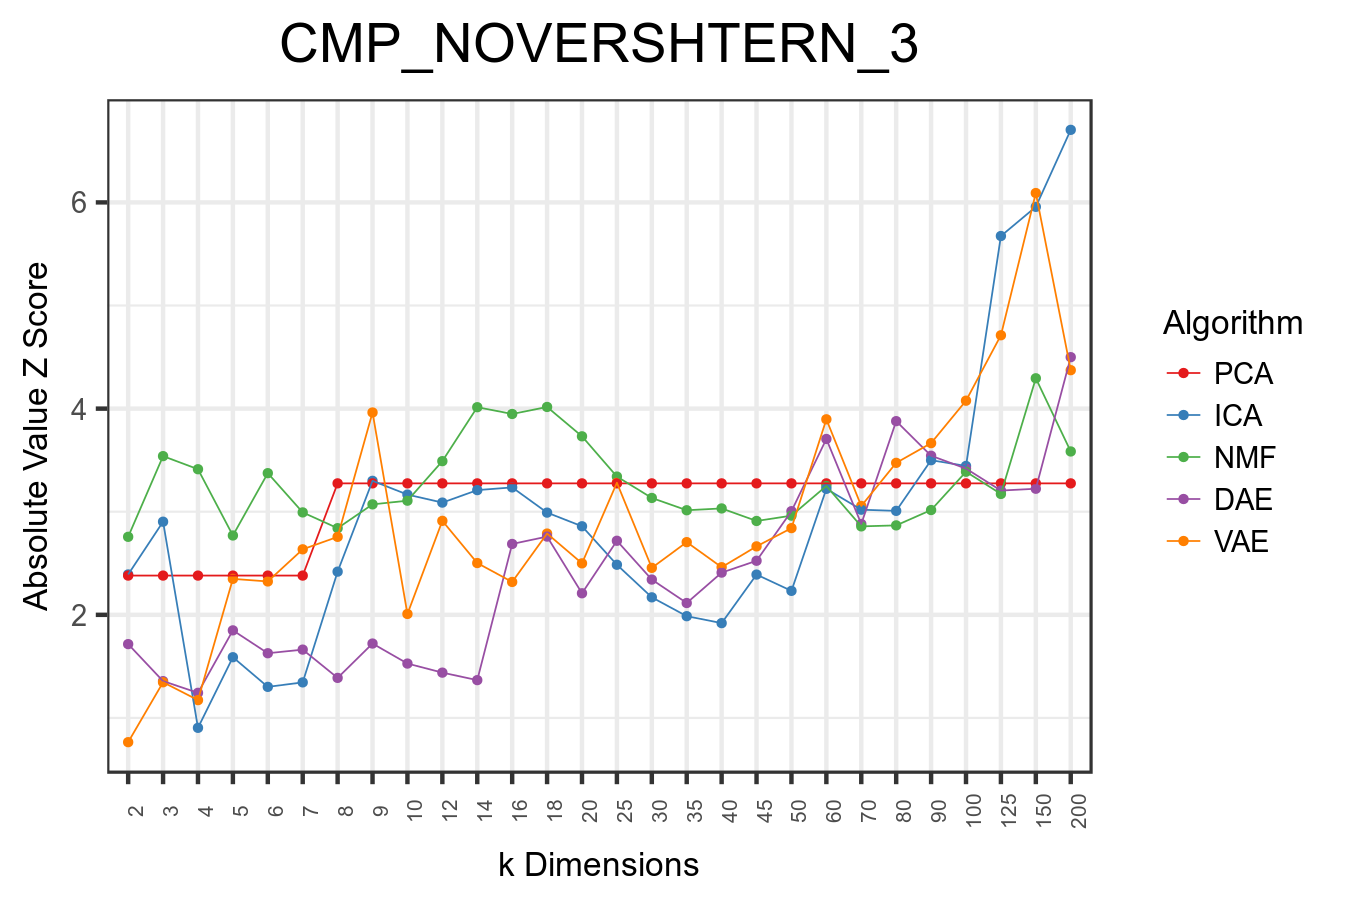 CMP_NOVERSHTERN_3
Absolute Value Z Score
6
4
2
2 3 4 5 6 7 8 9 10 12 14 16 18 20 25 30 35 40 45 50 60 70 80 90 100 125 150 200
k Dimensions
Algorithm
PCA
ICA
NMF
DAE
VAE